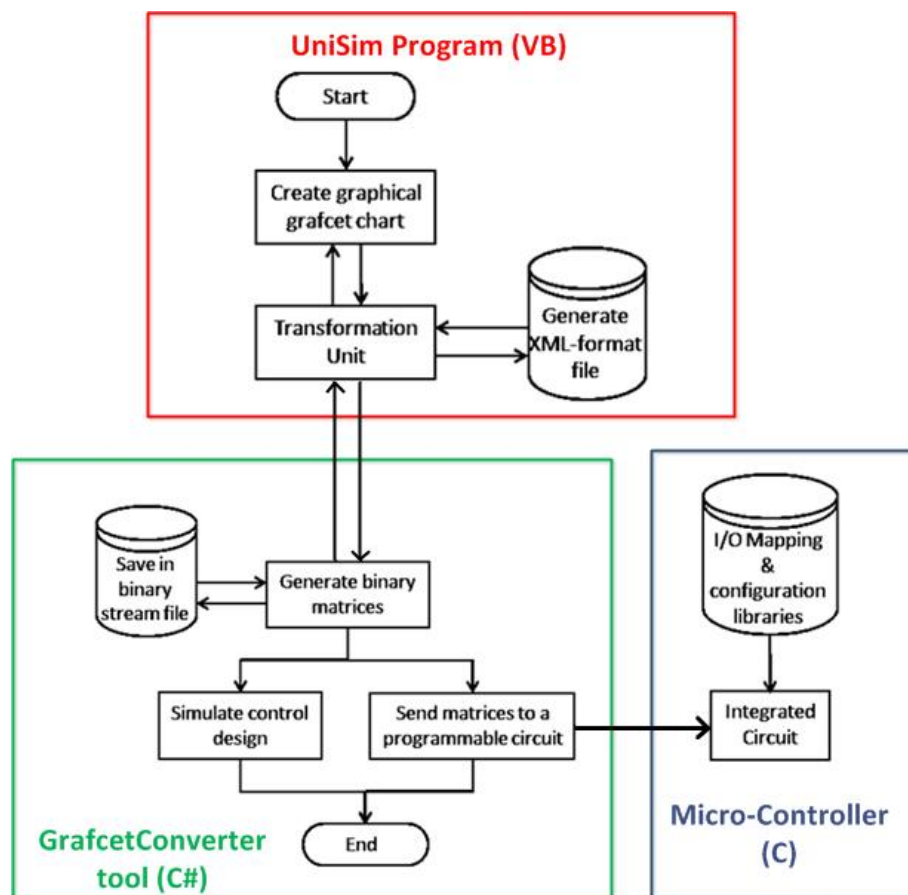 UniSim Program (VB)
Start
Create graphical
grafcet chart
Transformation
Unit
Generate
XML-format
file
Save in
binary
stream file
Generate binary
matrices
Simulate control
design
Send matrices to a
programmable circuit
End
GrafcetConverter
tool (C#)
I/O Mapping
&
configuration
libraries
Integrated
Circuit
Micro-Controller
(C)